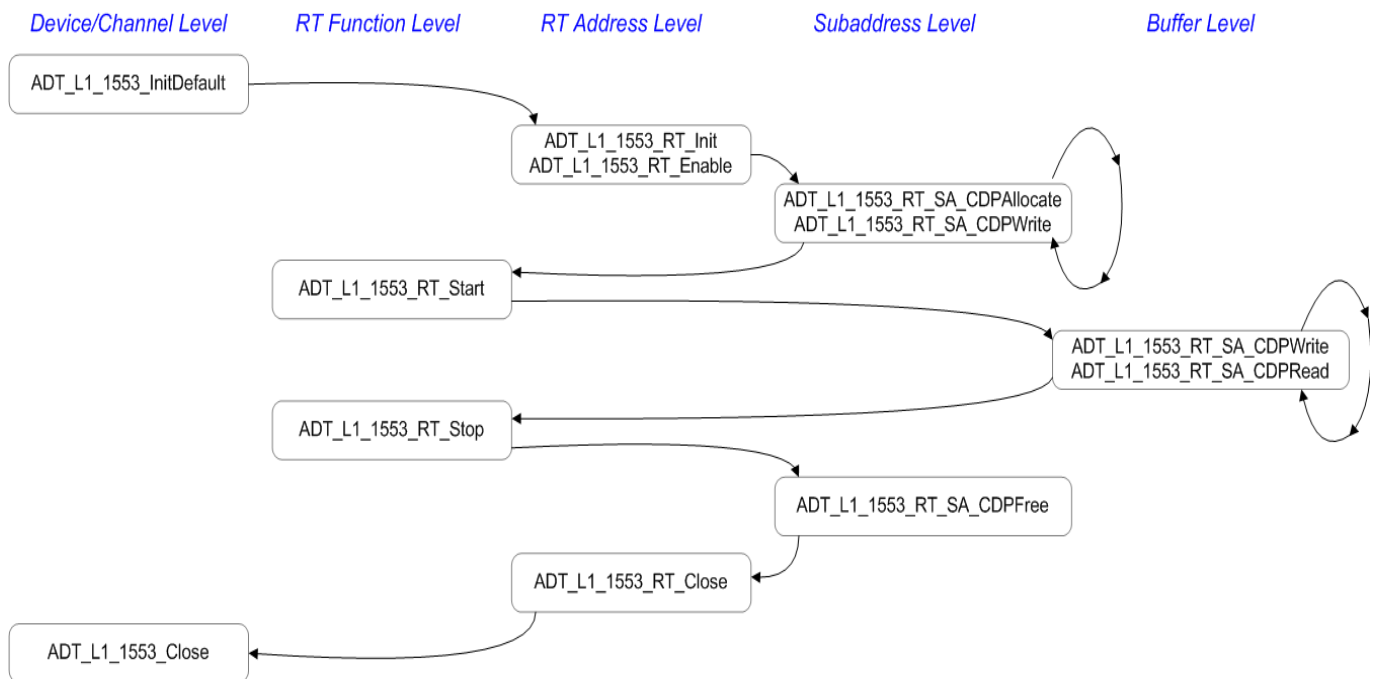 Device/Channel Level
RT Function Level
RT Address Level
Subaddress Level
Buffer Level
ADT_L1_1553_InitDefault
ADT_L1_1553_RT_Init
ADT_L1_1553_RT_Enable
ADT_L1_1553_RT_SA_CDPAllocate
ADT_L1_1553_RT_SA_CDPWrite
ADT_L1_1553_RT_Start
ADT_L1_1553_RT_SA_CDPWrite
ADT_L1_1553_RT_SA_CDPRead
ADT_L1_1553_RT_Stop
ADT_L1_1553_RT_SA_CDPFree
ADT_L1_1553_RT_Close
ADT_L1_1553_Close